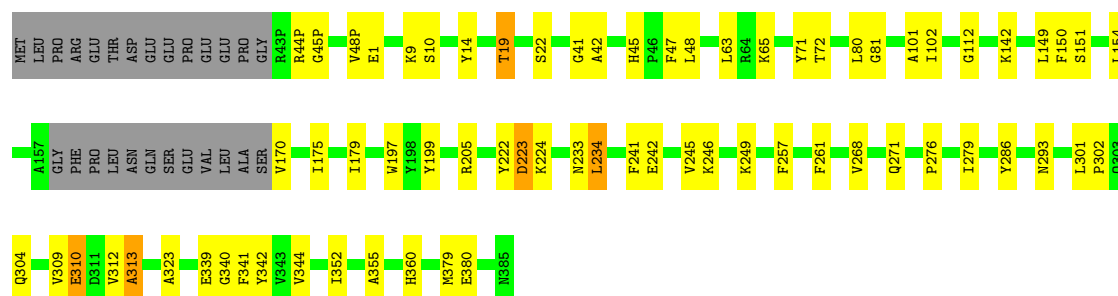 MET LEU PRO ARG GLU THR ASP GLU GLU PRO GLU GLU PRO GLY R43P R44P G45P V48P E1 K9 S10 Y14 T19 S22 G41 A42 H45 P46 F47 L48 L63 R64 K65 Y71 T72 L80 G81 A101 I102 G112 K142 L149 F150 S151 L154
A157 GLY PHE PRO LEU ASN GLN SER GLU VAL LEU ALA SER V170 I175 I179 W197 Y198 Y199 R205 Y222 D223 K224 N233 L234 F241 E242 V245 K246 K249 F257 F261 V268 Q271 P276 I279 Y286 N293 L301 P302 Q303
Q304 V309 E310 D311 V312 A313 A323 E339 G340 F341 Y342 V343 V344 I352 A355 H360 M379 E380 N385